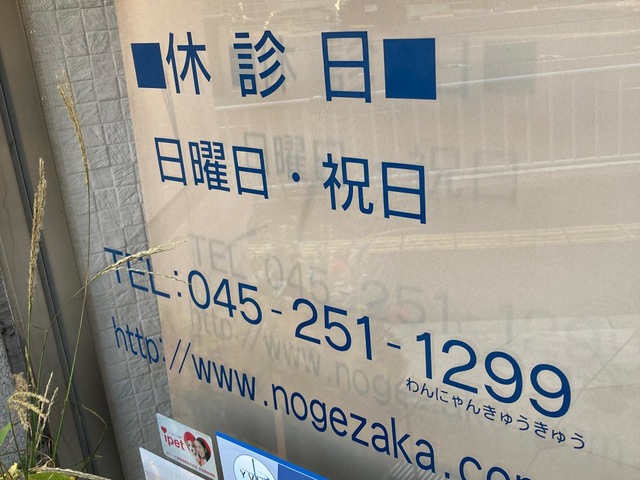 ■休診日■
日曜日・祝日
TEL:045-251-1299
わんにゃんきゅうきゅう
http://www.nogezaka.co
ipet